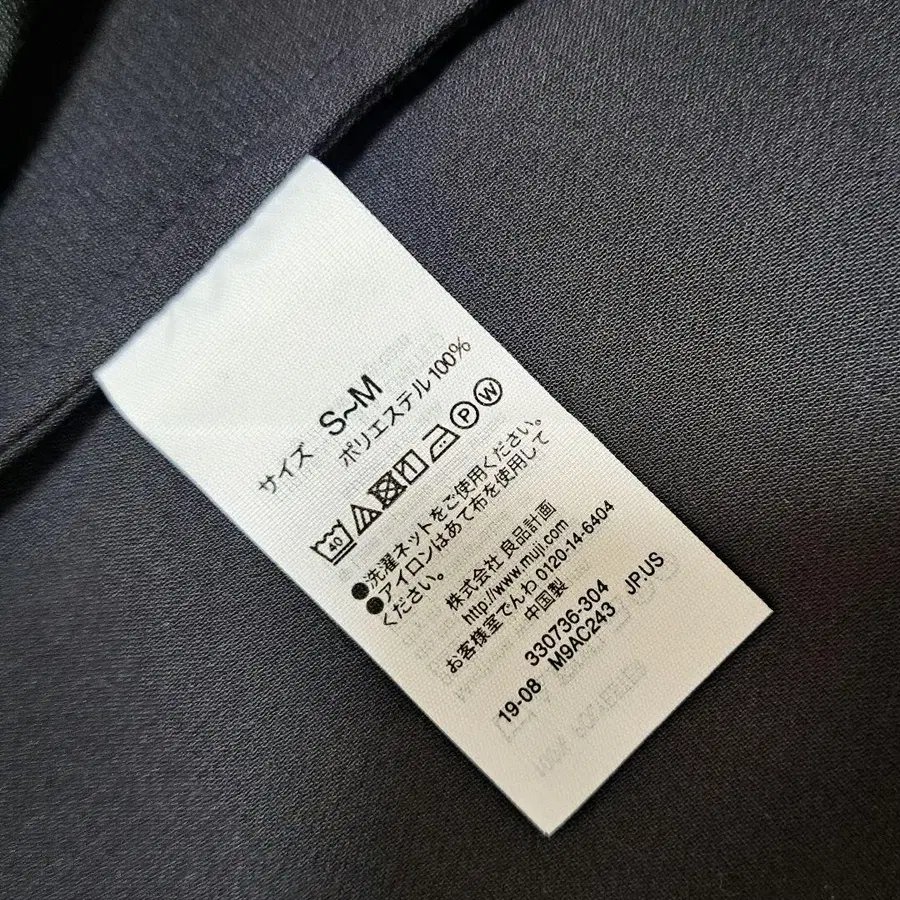 サイズ S~M
ポリエステル100%
40 P W
●洗濯ネットをご使用ください。
●アイロンはあて布を使用して
ください。
株式会社 良品計画
http://www.muji.com
お客様室でんわ 0120-14-6404
中国製
330736-304
19-08 M9AC243 JP.US